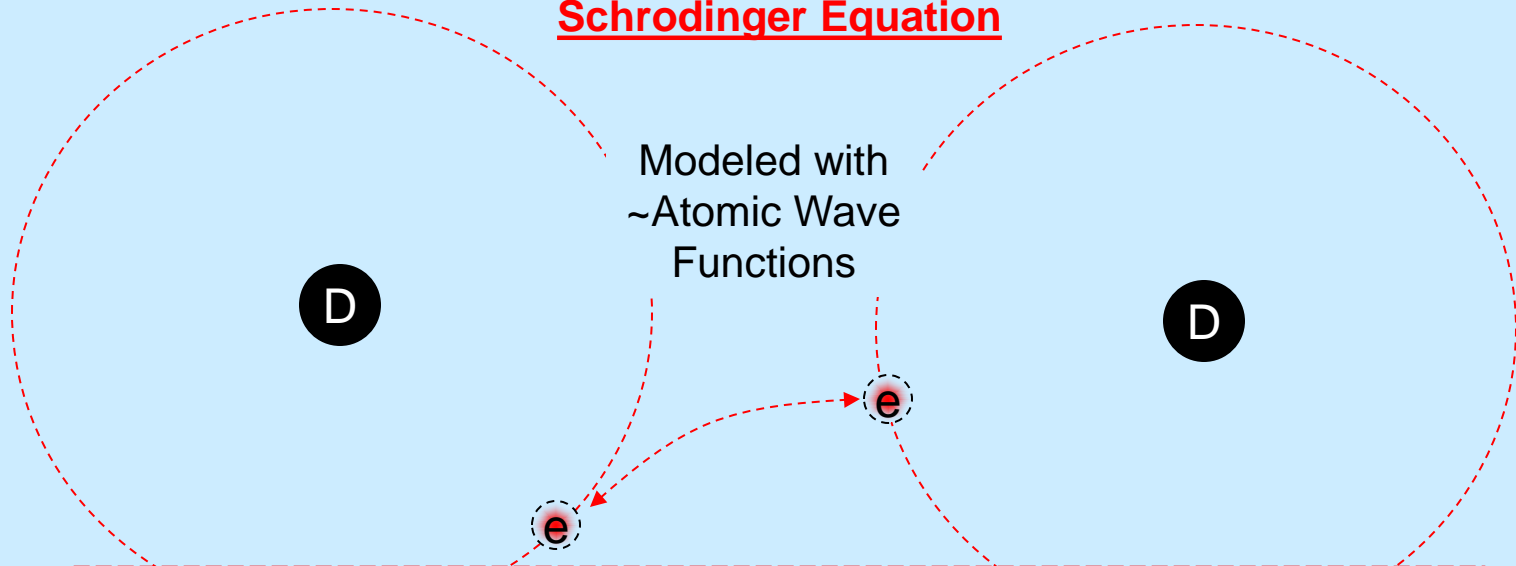 Schrodinger Equation
Modeled with
~Atomic Wave
Functions
D
D
e
e